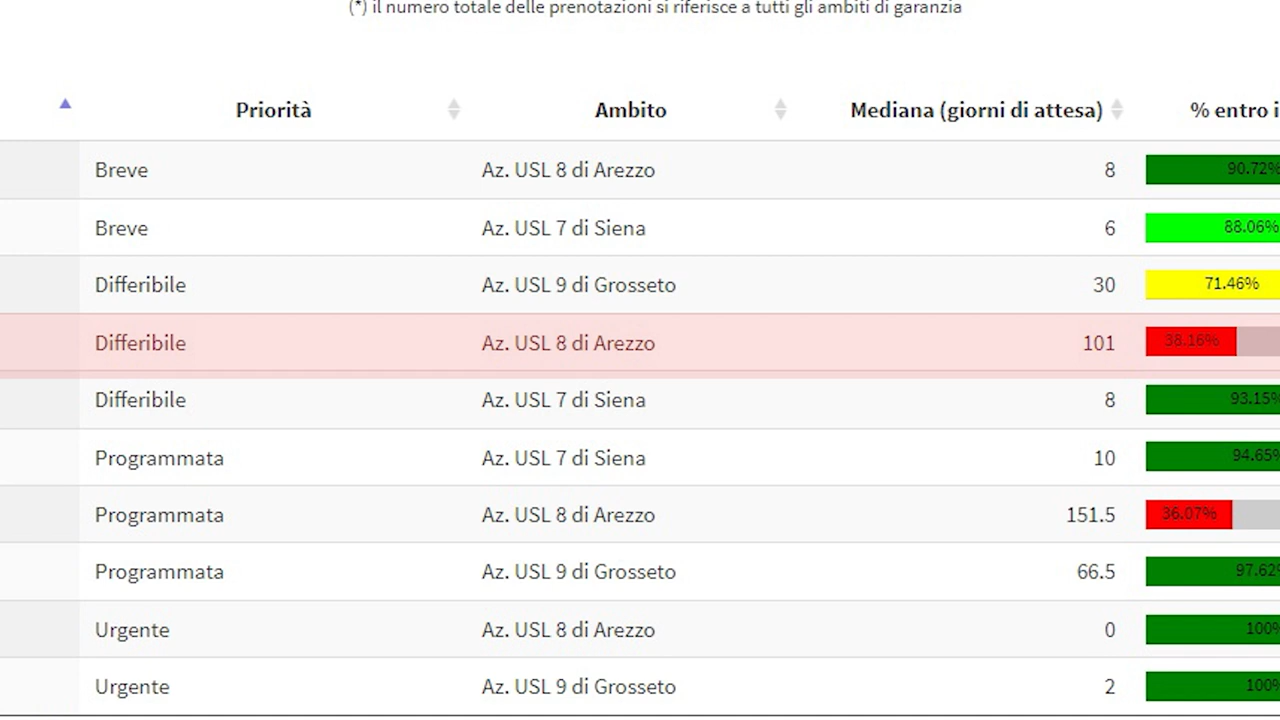 (*) il numero totale delle prenotazioni si riferisce a tutti gli ambiti di garanzia
Priorità Ambito Mediana (giorni di attesa) % entro i
Breve Az. USL 8 di Arezzo 8 90.72%
Breve Az. USL 7 di Siena 6 88.06%
Differibile Az. USL 9 di Grosseto 30 71.46%
Differibile Az. USL 8 di Arezzo 101 38.16%
Differibile Az. USL 7 di Siena 8 93.15%
Programmata Az. USL 7 di Siena 10 94.65%
Programmata Az. USL 8 di Arezzo 151.5 36.07%
Programmata Az. USL 9 di Grosseto 66.5 97.62
Urgente Az. USL 8 di Arezzo 0 100%
Urgente Az. USL 9 di Grosseto 2 100%